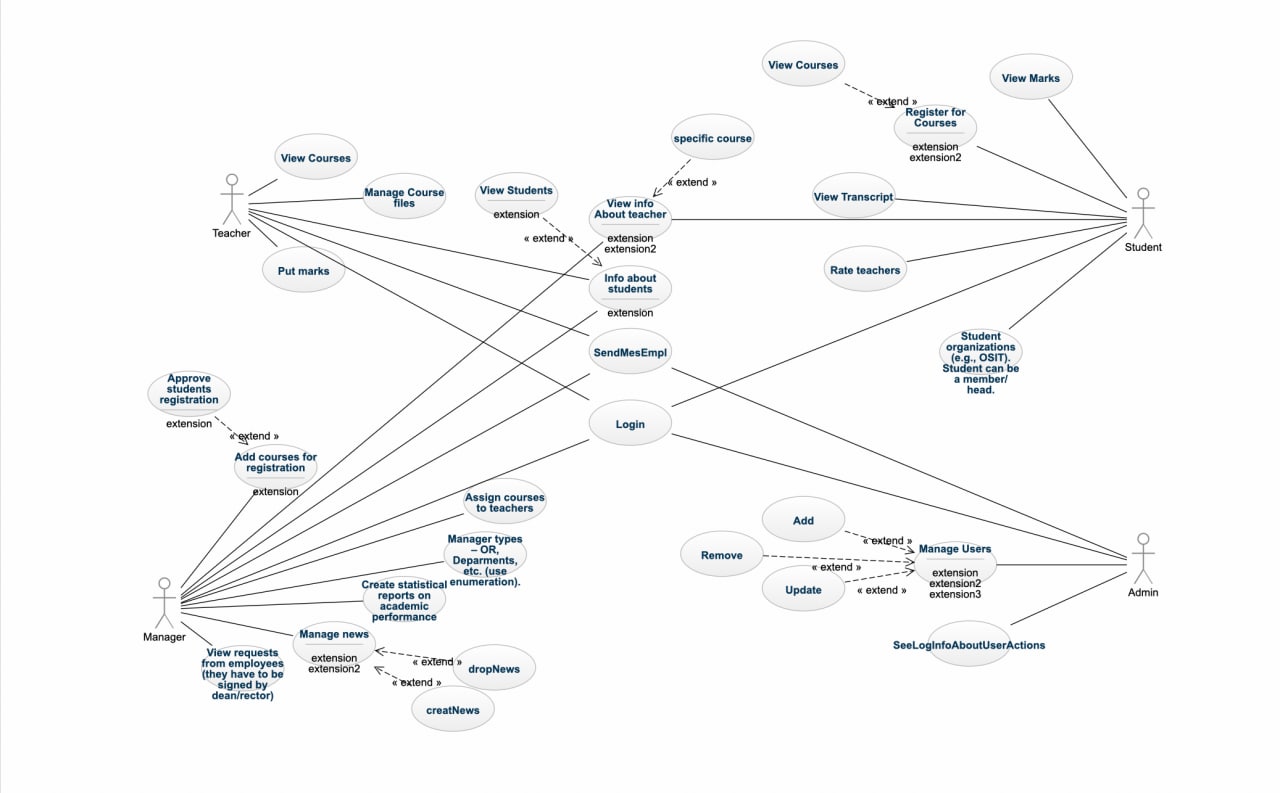 View Courses
« extend »
Register for
Courses
extension
extension2
View Marks
specific course
« extend »
View Courses
Manage Course
files
View Students
extension
« extend »
View info
About teacher
extension
extension2
View Transcript
Teacher
Student
Put marks
Info about
students
extension
Rate teachers
SendMesEmpl
Student
organizations
(e.g., OSIT).
Student can be
a member/
head.
Approve
students
registration
extension
« extend »
Login
Add courses for
registration
extension
Assign courses
to teachers
Manager types
– OR,
Deparments,
etc. (use
enumeration).
Create statistical
reports on
academic
performance
Add
« extend »
Remove
« extend »
Update
« extend »
Manage Users
extension
extension2
extension3
Admin
Manager
Manage news
extension
extension2
SeeLogInfoAboutUserActions
View requests
from employees
(they have to be
signed by
dean/rector)
« extend »
dropNews
« extend »
creatNews